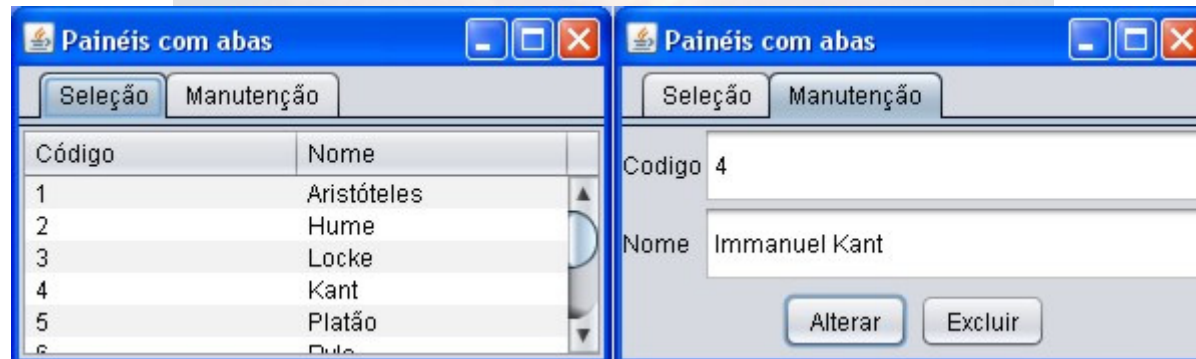 Painéis com abas
Seleção Manutenção
Código Nome
1 Aristóteles
2 Hume
3 Locke
4 Kant
5 Platão
6
Painéis com abas
Seleção Manutenção
Codigo 4
Nome Immanuel Kant
Alterar Excluir